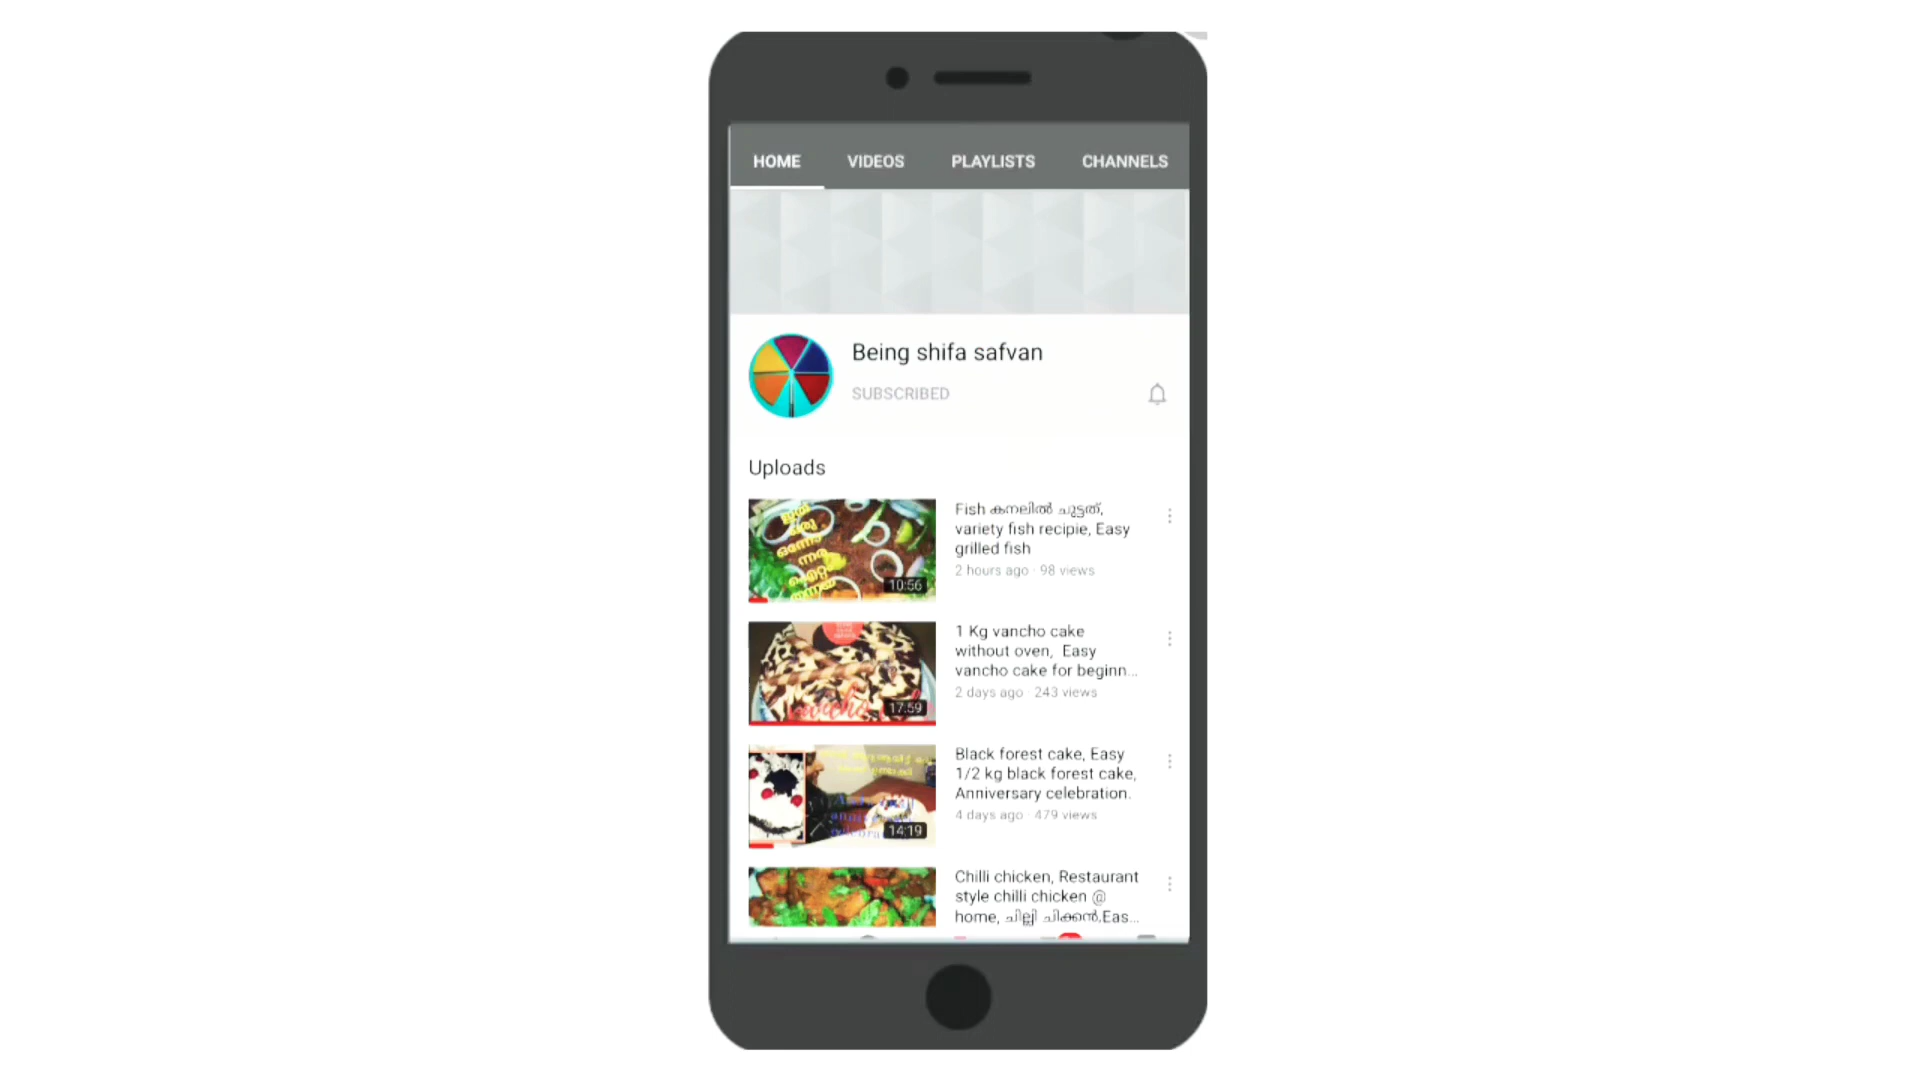 HOME VIDEOS PLAYLISTS CHANNELS
Being shifa safvan
SUBSCRIBED
Uploads
Fish കനലിൽ ചുട്ടത്,
variety fish recipie, Easy
grilled fish
2 hours ago · 98 views
10:56
1 Kg vancho cake
without oven, Easy
vancho cake for beginn...
2 days ago · 243 views
17:59
Black forest cake, Easy
1/2 kg black forest cake,
Anniversary celebration.
4 days ago · 479 views
14:19
Chilli chicken, Restaurant
style chilli chicken @
home, ചില്ലി ചിക്കൻ,Eas...